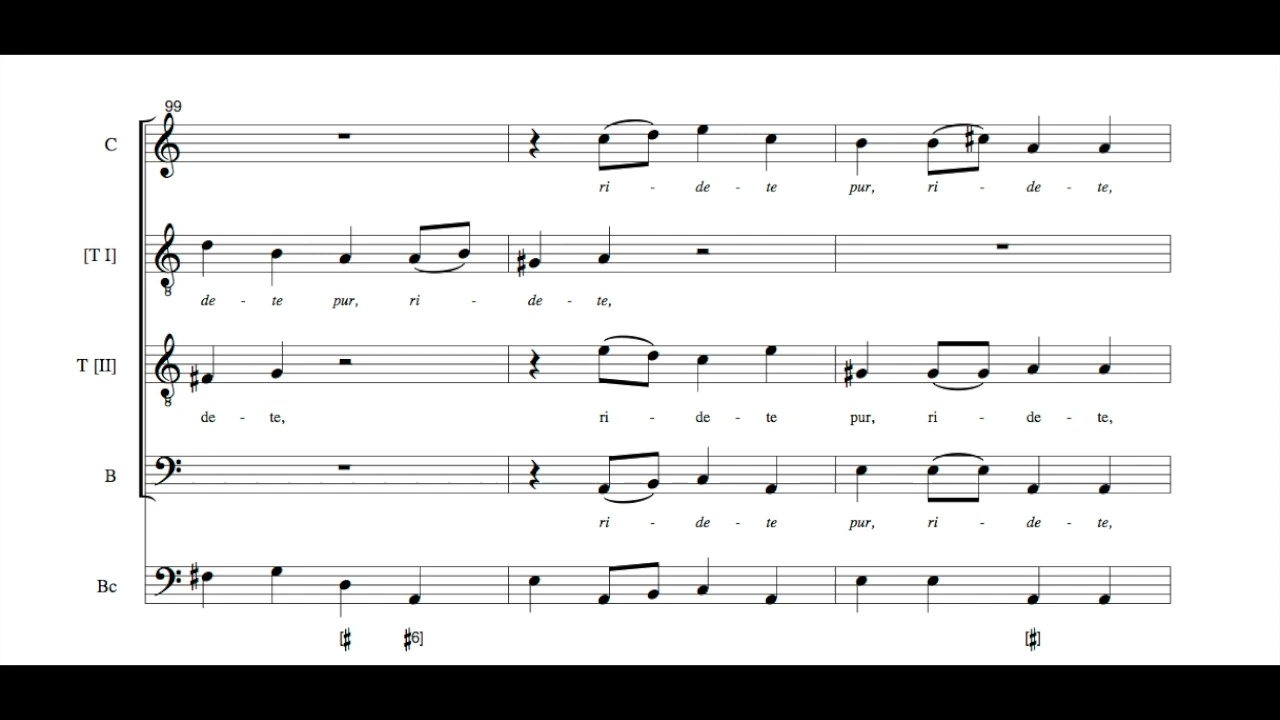 99
C
ri - de - te pur, ri - de - te,
[T I]
de - te pur, ri - de - te,
T [II]
de - te, ri - de - te pur, ri - de - te,
B
ri - de - te pur, ri - de - te,
Bc
[♯ ♯6] [♯]